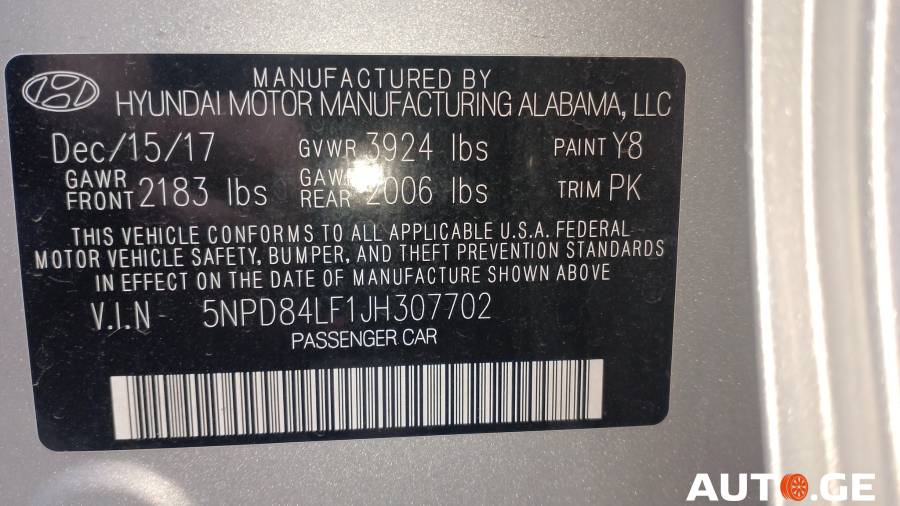 MANUFACTURED BY
HYUNDAI MOTOR MANUFACTURING ALABAMA, LLC
Dec/15/17 GVWR 3924 lbs PAINT Y8
GAWR FRONT 2183 lbs GAWR REAR 2006 lbs TRIM PK
THIS VEHICLE CONFORMS TO ALL APPLICABLE U.S.A. FEDERAL
MOTOR VEHICLE SAFETY, BUMPER, AND THEFT PREVENTION STANDARDS
IN EFFECT ON THE DATE OF MANUFACTURE SHOWN ABOVE
V.I.N 5NPD84LF1JH307702
PASSENGER CAR
AUTO.GE